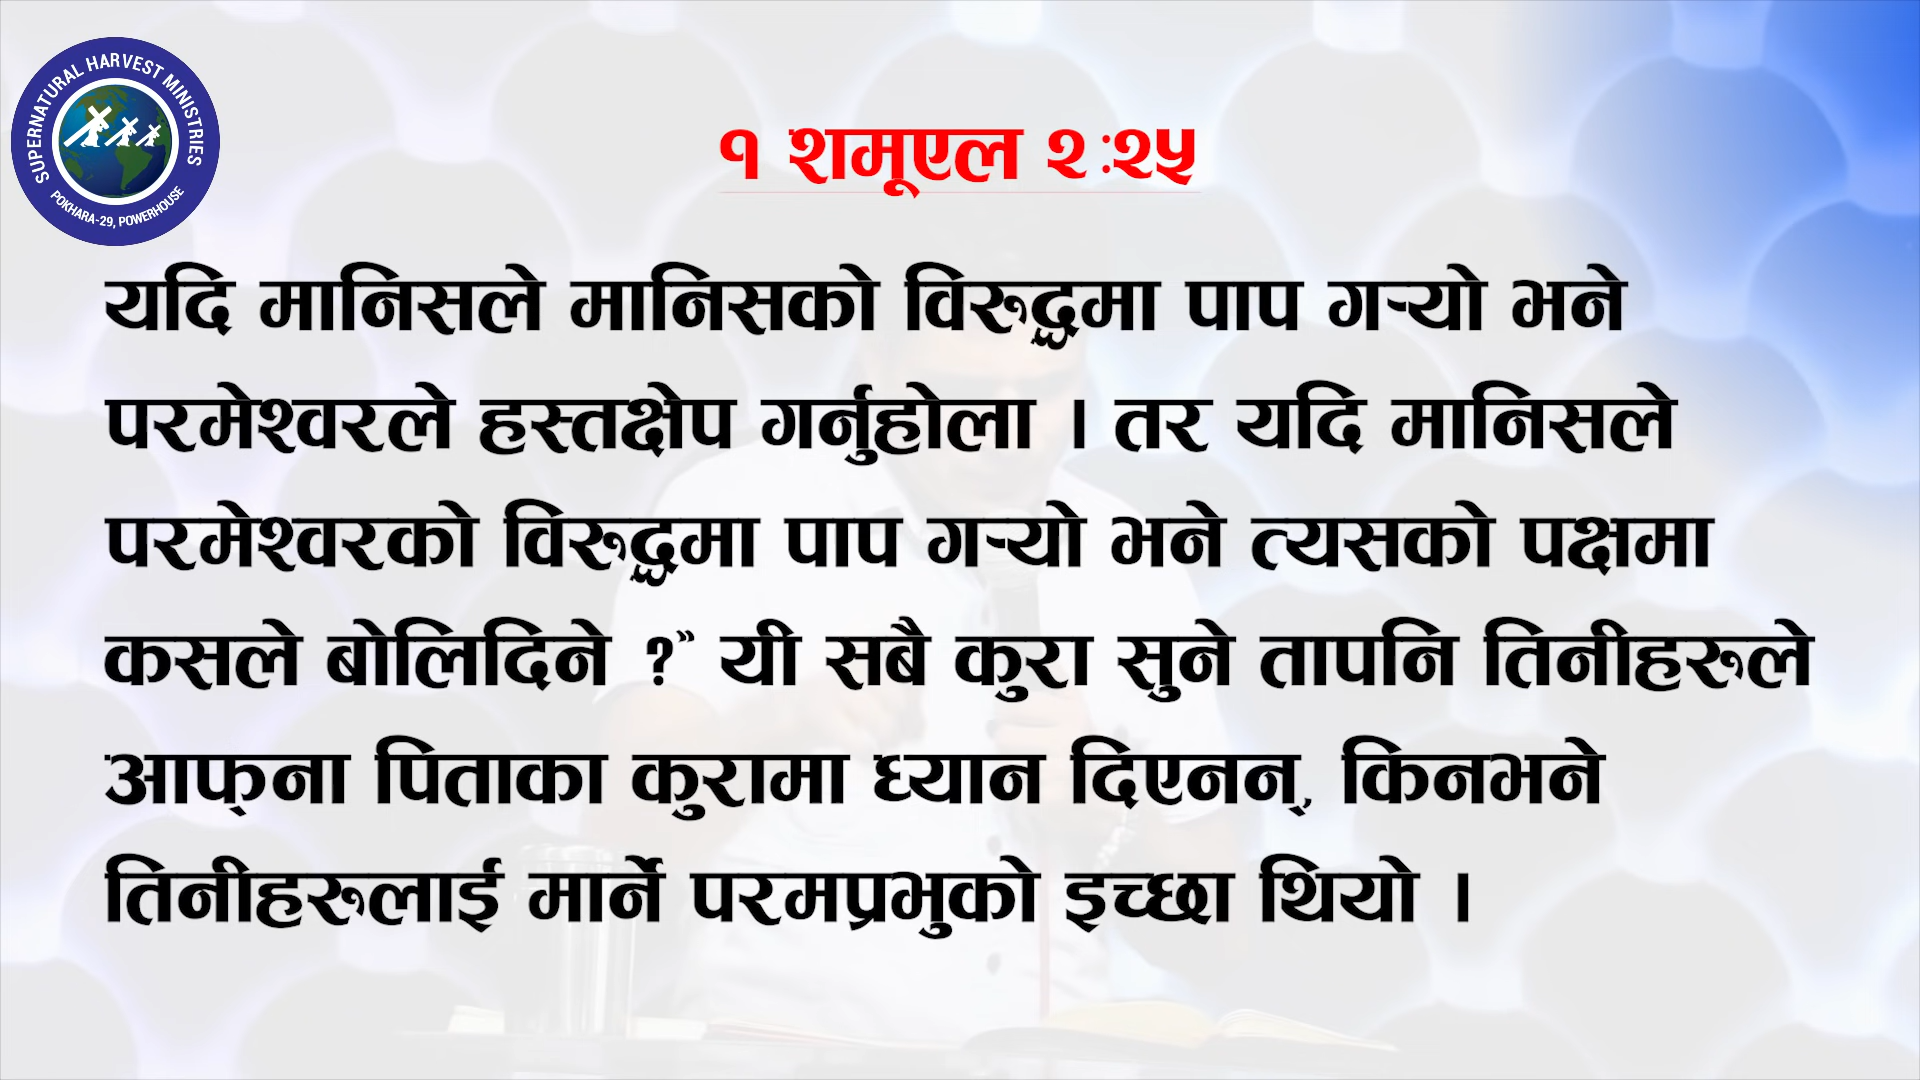 SUPERNATURAL HARVEST MINISTRIES
POKHARA-29, POWERHOUSE
१ शमूएल २:२५
यदि मानिसले मानिसको विरुद्धमा पाप गर्‍यो भने
परमेश्वरले हस्तक्षेप गर्नुहोला । तर यदि मानिसले
परमेश्वरको विरुद्धमा पाप गर्‍यो भने त्यसको पक्षमा
कसले बोलिदिने ?” यी सबै कुरा सुने तापनि तिनीहरुले
आफ्‌ना पिताका कुरामा ध्यान दिएनन्, किनभने
तिनीहरुलाई मार्ने परमप्रभुको इच्छा थियो ।